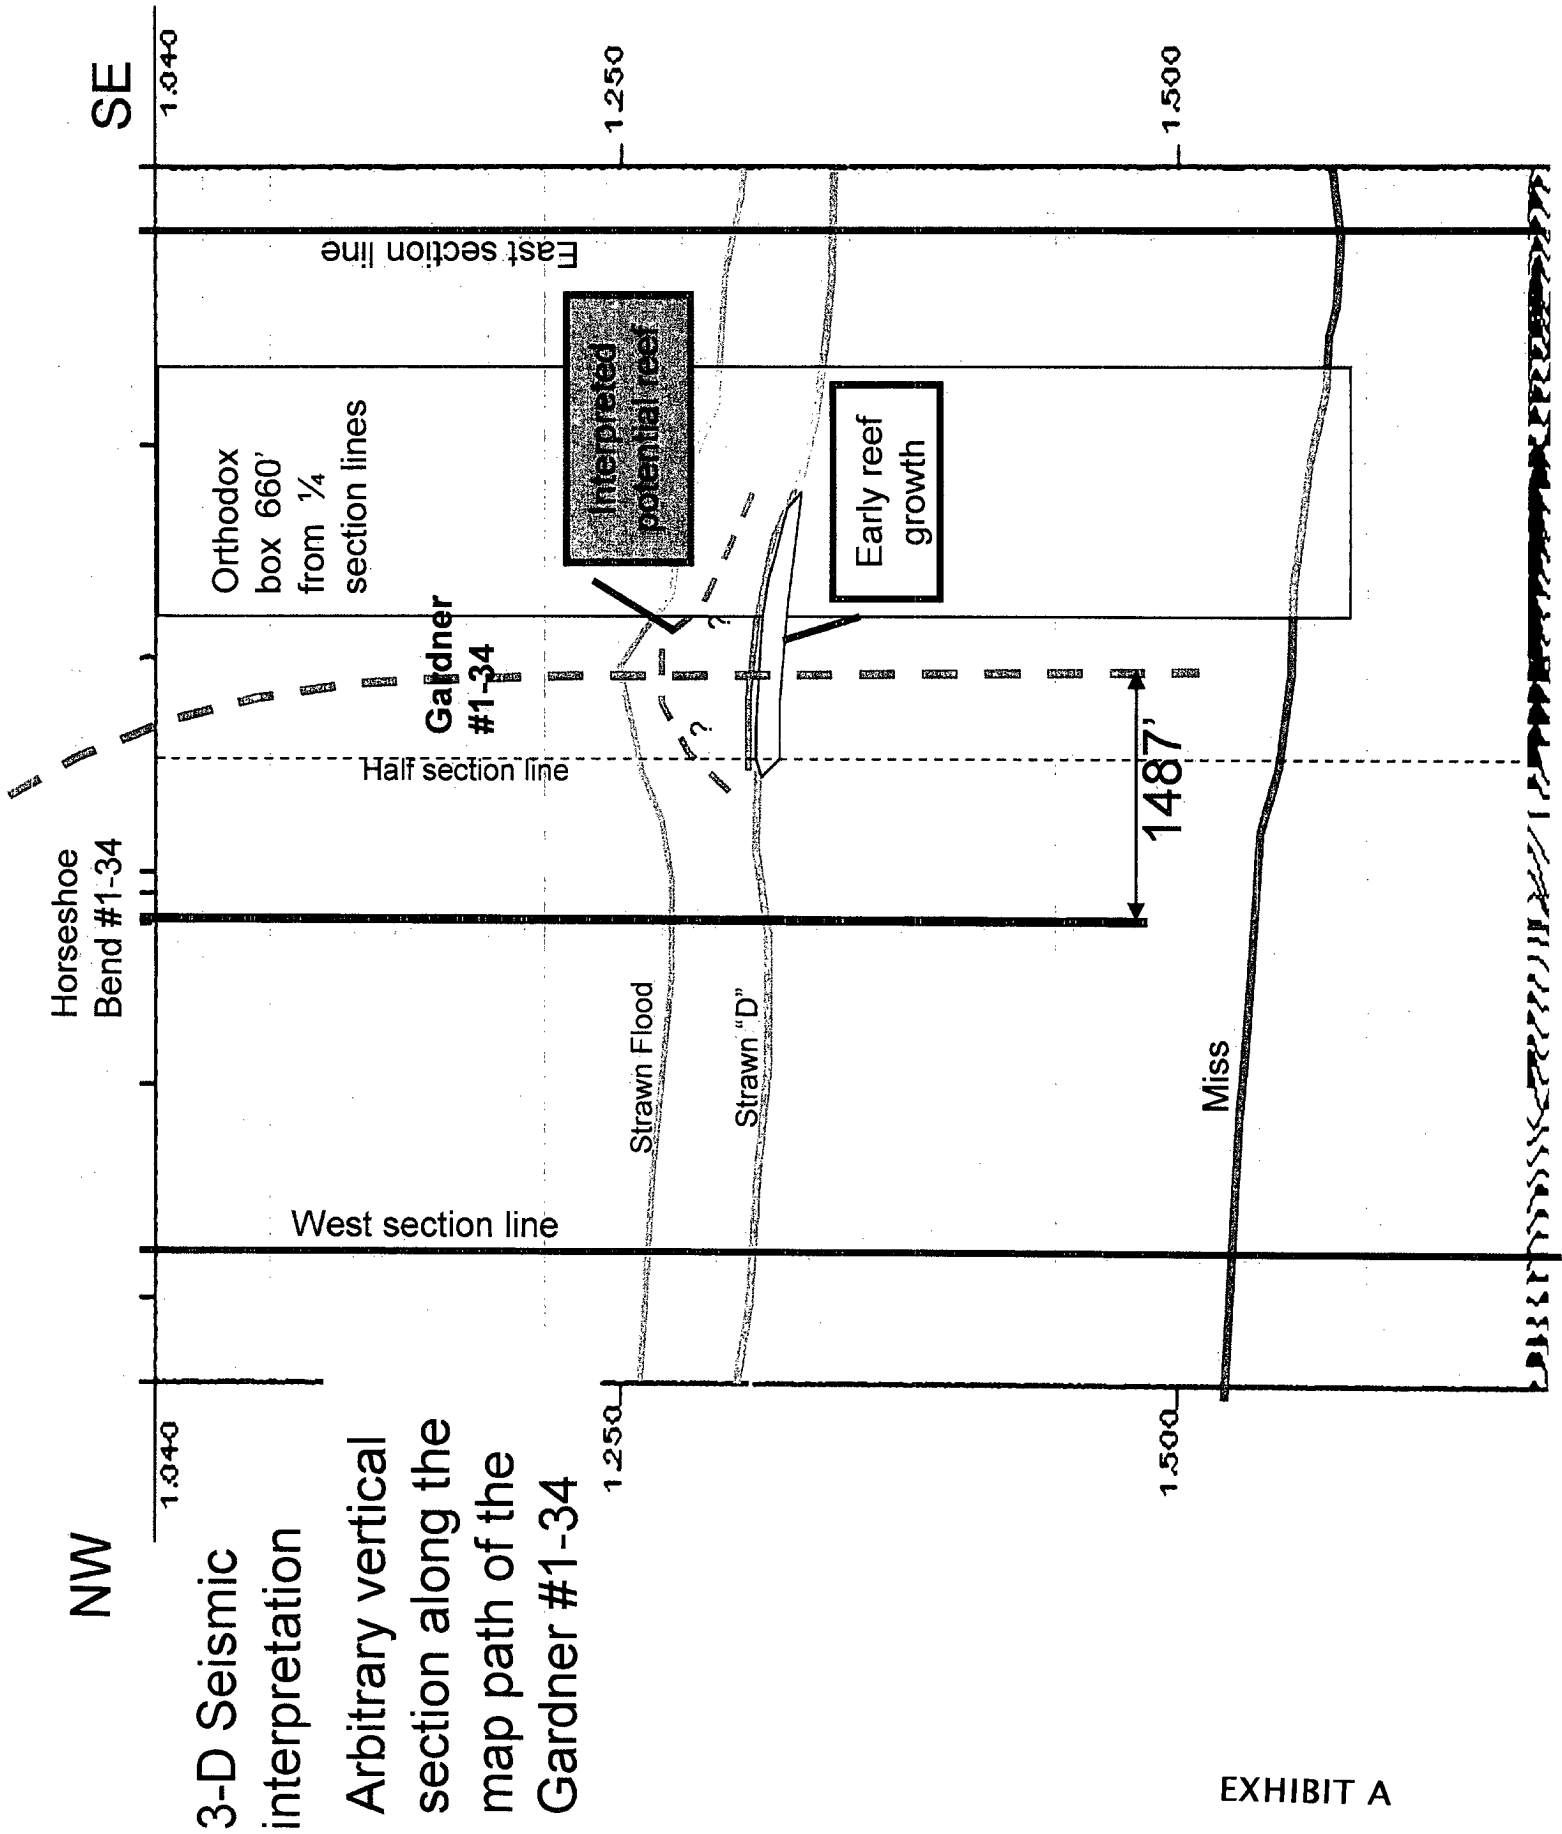 NW
SE
Horseshoe
Bend #1-34
3-D Seismic
interpretation
Arbitrary vertical
section along the
map path of the
Gardner #1-34
1.040
1.040
1.250
1.250
1.500
1.500
West section line
Half section line
East section line
Gardner
#1-34
Orthodox
box 660’
from ¼
section lines
Interpreted
potential reef
?
?
Early reef
growth
Strawn Flood
Strawn “D”
1487’
Miss
EXHIBIT A